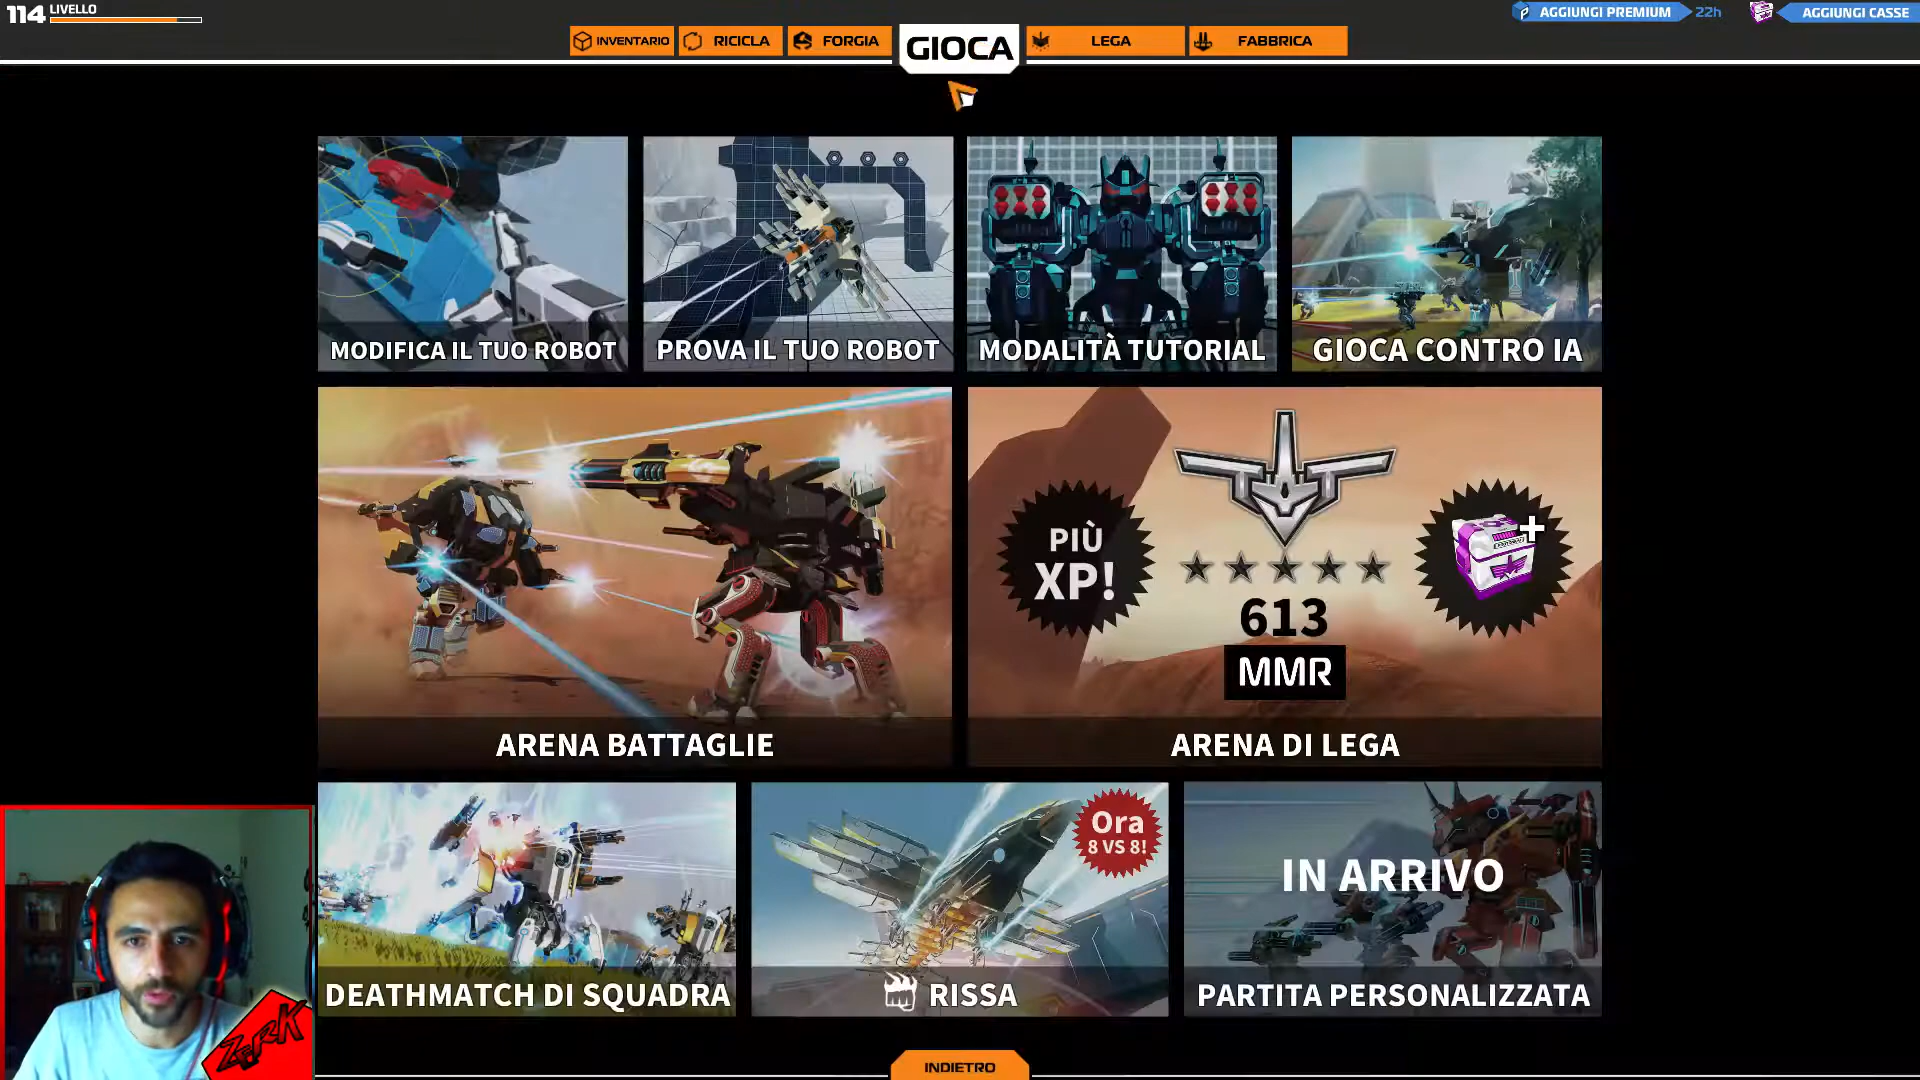 114 LIVELLO
AGGIUNGI PREMIUM 22h
AGGIUNGI CASSE
INVENTARIO
RICICLA
FORGIA
GIOCA
LEGA
FABBRICA
MODIFICA IL TUO ROBOT
PROVA IL TUO ROBOT
MODALITÀ TUTORIAL
GIOCA CONTRO IA
ARENA BATTAGLIE
PIÙ
XP!
613
MMR
ARENA DI LEGA
DEATHMATCH DI SQUADRA
Ora
8 VS 8!
RISSA
IN ARRIVO
PARTITA PERSONALIZZATA
ZERK
INDIETRO